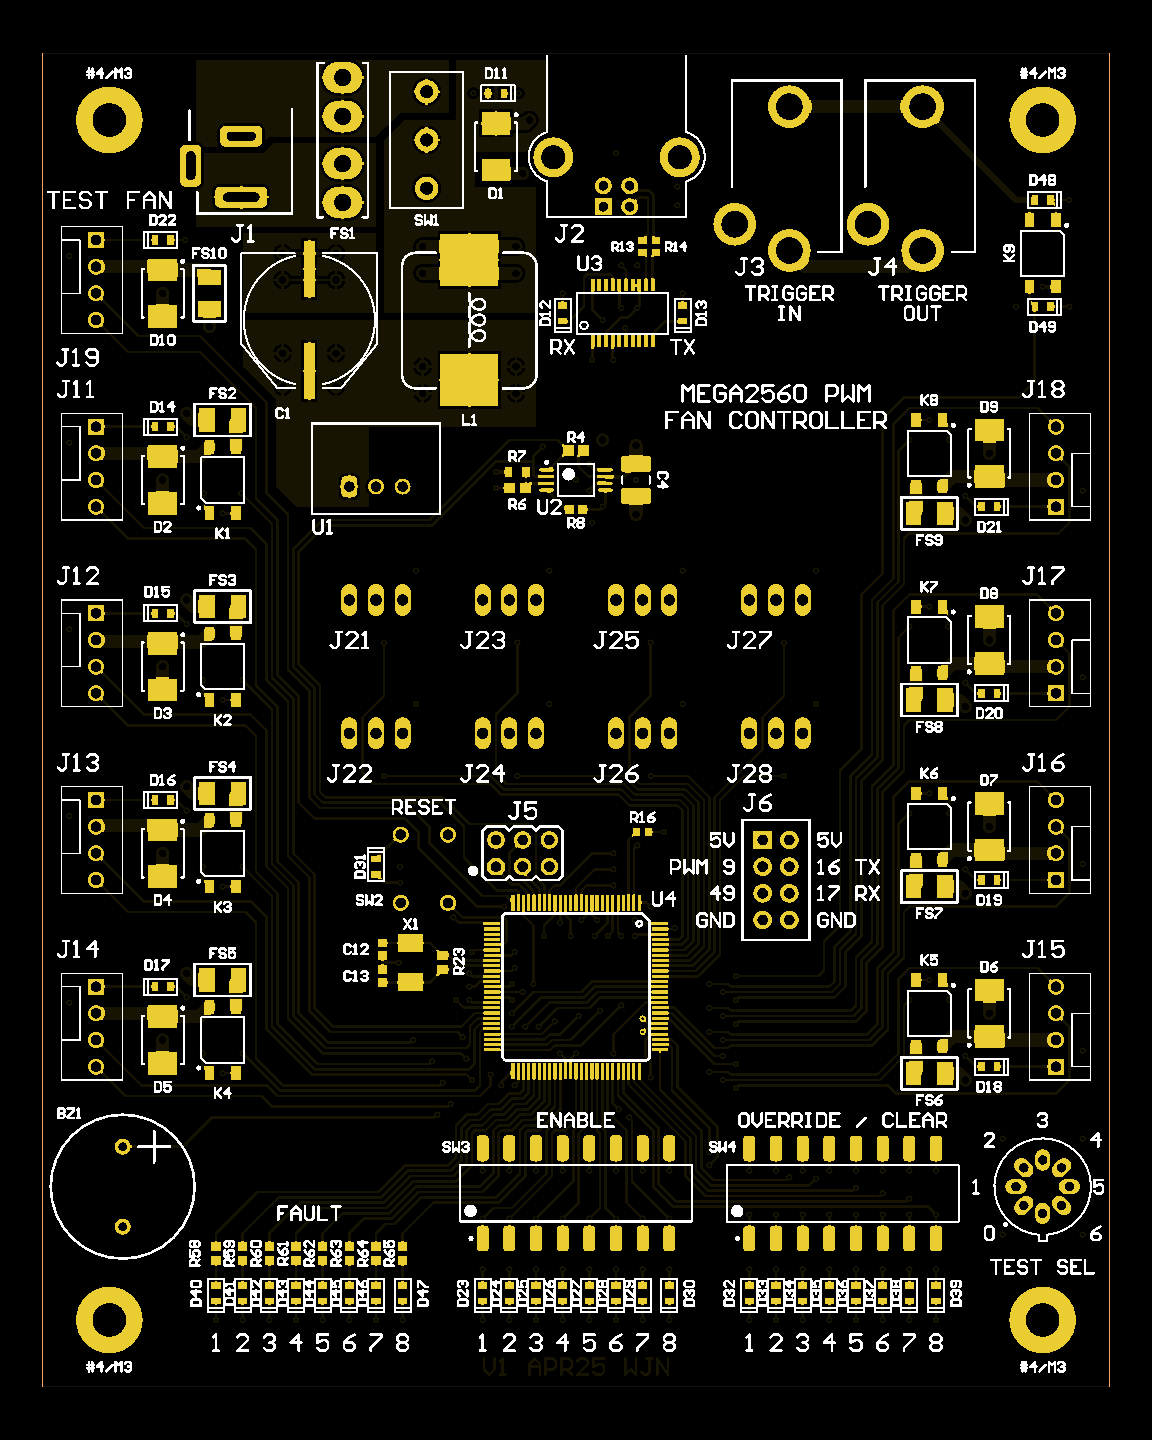 #4/M3
#4/M3
D11
TEST FAN
D22
J1
FS1
SW1
D1
J2
J3
TRIGGER
IN
J4
TRIGGER
OUT
D48
K9
D49
FS10
D10
J19
C1
L1
R13
R14
U3
D12
D13
RX
TX
MEGA2560 PWM
FAN CONTROLLER
J11
D14
FS2
D2
K1
U1
R4
R7
R6
U2
R8
C4
K8
D9
J18
FS9
D21
J12
D15
FS3
D3
K2
J21
J23
J25
J27
K7
D8
J17
FS8
D20
J13
D16
FS4
D4
K3
J22
J24
J26
J28
K6
D7
J16
FS7
D19
RESET
D31
SW2
J5
R16
J6
5V
5V
PWM 9
16 TX
49
17 RX
GND
GND
U4
X1
C12
C13
R23
J14
D17
FS5
D5
K4
K5
D6
J15
FS6
D18
BZ1
ENABLE
SW3
OVERRIDE / CLEAR
SW4
3
2
4
1
5
0
6
TEST SEL
FAULT
R58
R59
R60
R61
R62
R63
R64
R65
D40
D41
D42
D43
D44
D45
D46
D47
D23
D24
D25
D26
D27
D28
D29
D30
D32
D33
D34
D35
D36
D37
D38
D39
1 2 3 4 5 6 7 8
1 2 3 4 5 6 7 8
1 2 3 4 5 6 7 8
#4/M3
V1 APR25 WJN
#4/M3